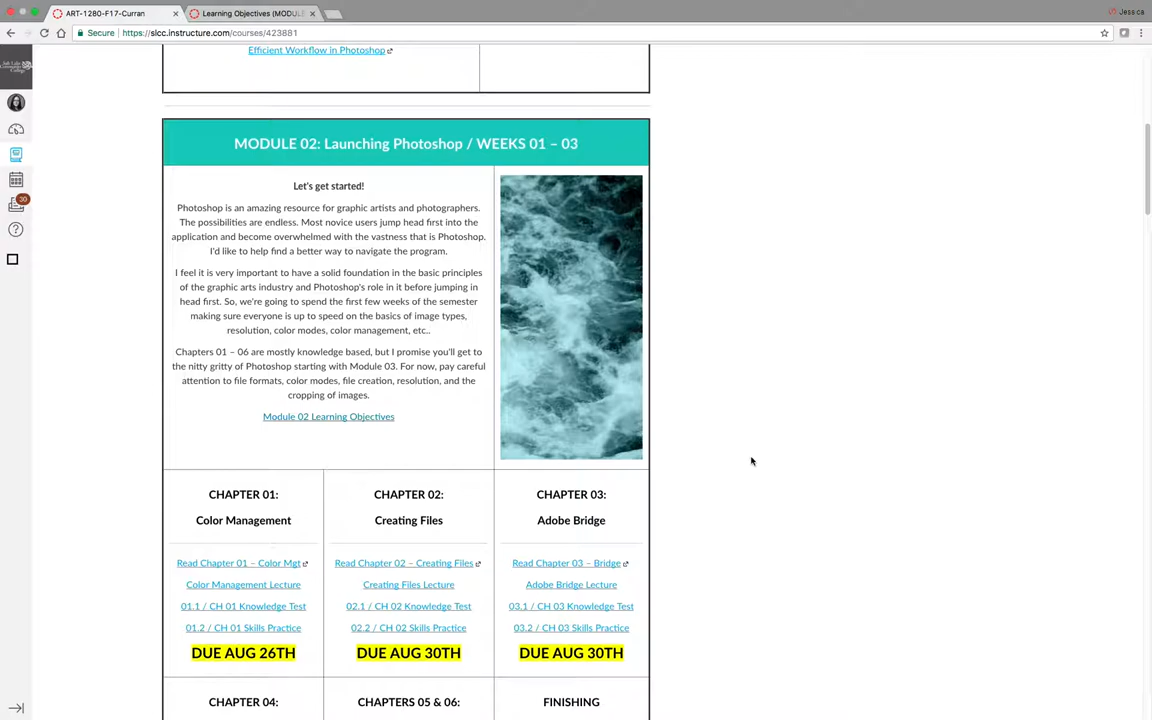 ART-1280-F17-Curran
Learning Objectives (MODULE
Jessica
Secure
https://slcc.instructure.com/courses/423881
Salt Lake
Community
College
30
Efficient Workflow in Photoshop
MODULE 02: Launching Photoshop / WEEKS 01 – 03
Let's get started!
Photoshop is an amazing resource for graphic artists and photographers.
The possibilities are endless. Most novice users jump head first into the
application and become overwhelmed with the vastness that is Photoshop.
I'd like to help find a better way to navigate the program.
I feel it is very important to have a solid foundation in the basic principles
of the graphic arts industry and Photoshop's role in it before jumping in
head first. So, we're going to spend the first few weeks of the semester
making sure everyone is up to speed on the basics of image types,
resolution, color modes, color management, etc..
Chapters 01 – 06 are mostly knowledge based, but I promise you'll get to
the nitty gritty of Photoshop starting with Module 03. For now, pay careful
attention to file formats, color modes, file creation, resolution, and the
cropping of images.
Module 02 Learning Objectives
CHAPTER 01:
Color Management
Read Chapter 01 – Color Mgt
Color Management Lecture
01.1 / CH 01 Knowledge Test
01.2 / CH 01 Skills Practice
DUE AUG 26TH
CHAPTER 02:
Creating Files
Read Chapter 02 – Creating Files
Creating Files Lecture
02.1 / CH 02 Knowledge Test
02.2 / CH 02 Skills Practice
DUE AUG 30TH
CHAPTER 03:
Adobe Bridge
Read Chapter 03 – Bridge
Adobe Bridge Lecture
03.1 / CH 03 Knowledge Test
03.2 / CH 03 Skills Practice
DUE AUG 30TH
CHAPTER 04:
CHAPTERS 05 & 06:
FINISHING